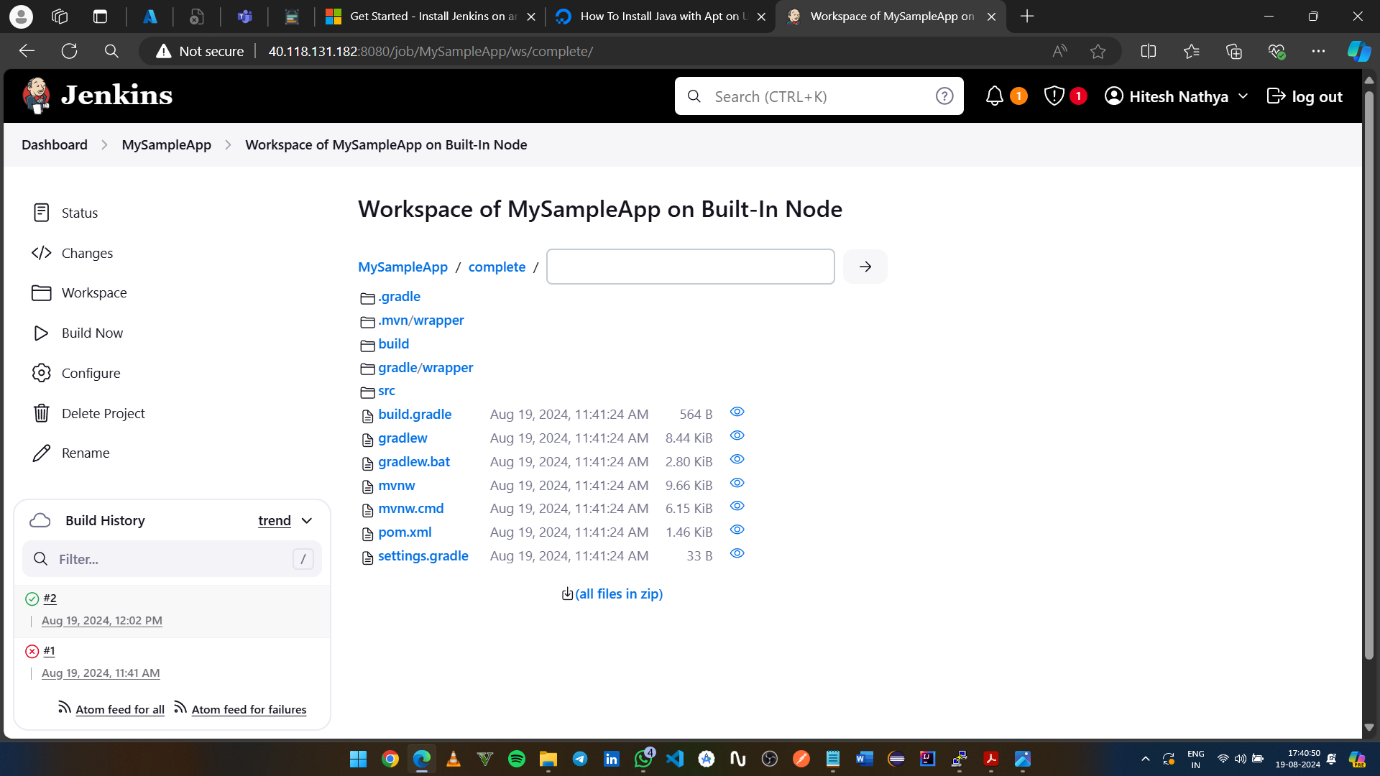 Get Started - Install Jenkins on an
How To Install Java with Apt on U
Workspace of MySampleApp on
Not secure
40.118.131.182:8080/job/MySampleApp/ws/complete/
Jenkins
Search (CTRL+K)
1
1
Hitesh Nathya
log out
Dashboard
MySampleApp
Workspace of MySampleApp on Built-In Node
Status
Changes
Workspace
Build Now
Configure
Delete Project
Rename
Build History
trend
Filter...
/
#2
Aug 19, 2024, 12:02 PM
#1
Aug 19, 2024, 11:41 AM
Atom feed for all
Atom feed for failures
Workspace of MySampleApp on Built-In Node
MySampleApp / complete /
.gradle
.mvn/wrapper
build
gradle/wrapper
src
build.gradle Aug 19, 2024, 11:41:24 AM 564 B
gradlew Aug 19, 2024, 11:41:24 AM 8.44 KiB
gradlew.bat Aug 19, 2024, 11:41:24 AM 2.80 KiB
mvnw Aug 19, 2024, 11:41:24 AM 9.66 KiB
mvnw.cmd Aug 19, 2024, 11:41:24 AM 6.15 KiB
pom.xml Aug 19, 2024, 11:41:24 AM 1.46 KiB
settings.gradle Aug 19, 2024, 11:41:24 AM 33 B
(all files in zip)
4
ENG
IN
17:40:50
19-08-2024